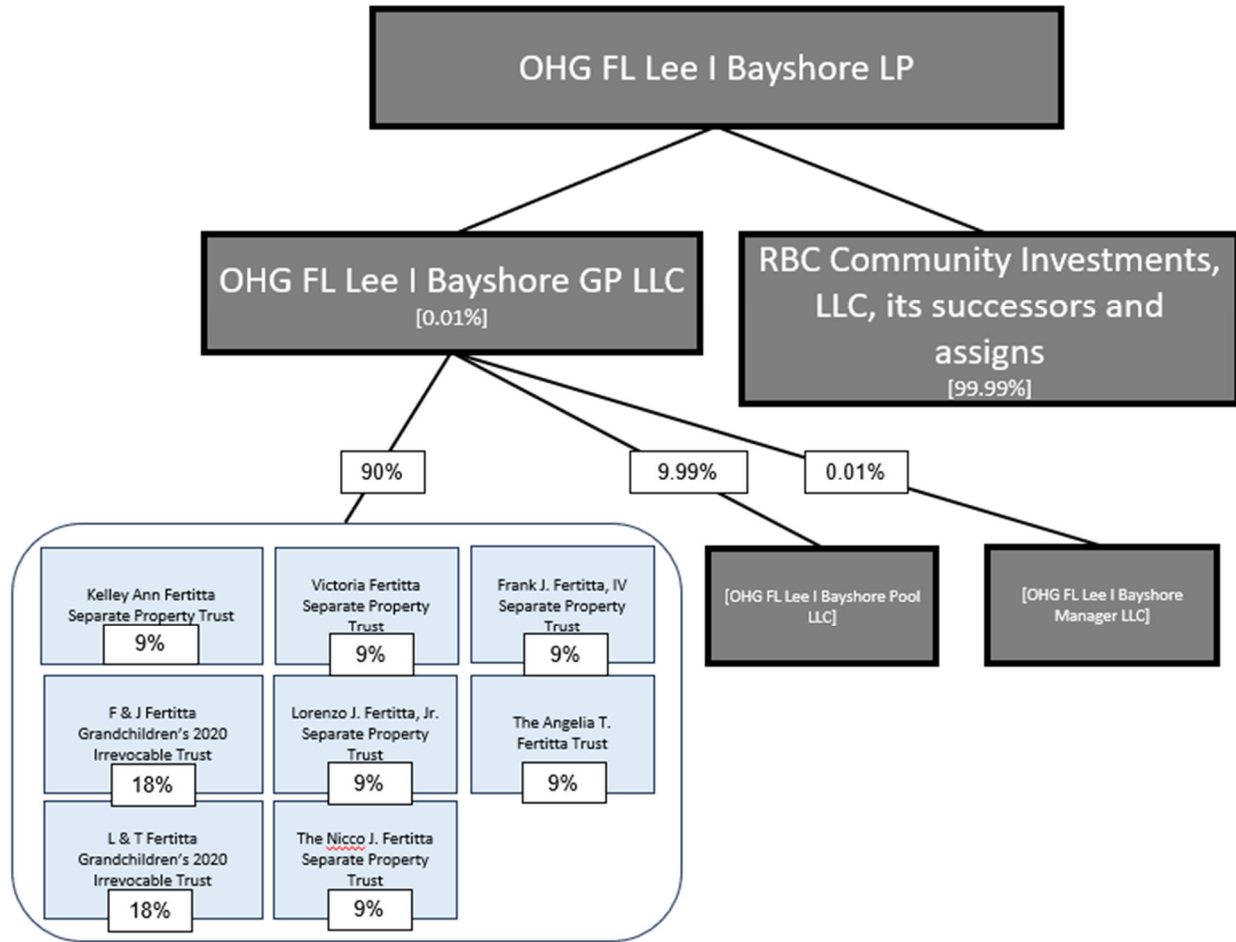 OHG FL Lee I Bayshore LP
OHG FL Lee I Bayshore GP LLC
[0.01%]
RBC Community Investments,
LLC, its successors and
assigns
[99.99%]
90%
9.99%
0.01%
Kelley Ann Fertitta
Separate Property Trust
9%
Victoria Fertitta
Separate Property
Trust
9%
Frank J. Fertitta, IV
Separate Property
Trust
9%
[OHG FL Lee I Bayshore Pool
LLC]
[OHG FL Lee I Bayshore
Manager LLC]
F & J Fertitta
Grandchildren’s 2020
Irrevocable Trust
18%
Lorenzo J. Fertitta, Jr.
Separate Property
Trust
9%
The Angelia T.
Fertitta Trust
9%
L & T Fertitta
Grandchildren’s 2020
Irrevocable Trust
18%
The Nicco J. Fertitta
Separate Property
Trust
9%